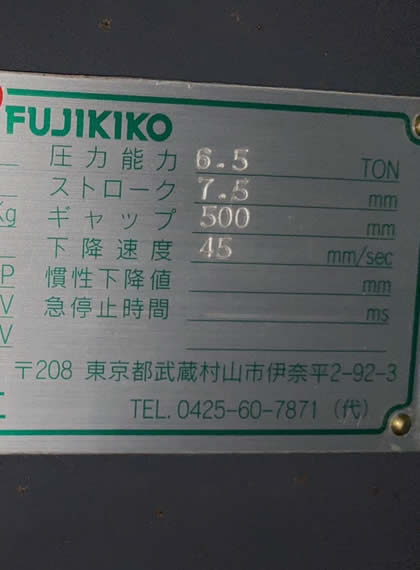 FUJIKIKO
圧力能力 6.5 TON
ストローク 7.5 mm
Kg ギャップ 500 mm
下降速度 45 mm/sec
P 慣性下降値 mm
V 急停止時間 ms
V
〒208 東京都武蔵村山市伊奈平2-92-3
TEL. 0425-60-7871 (代)